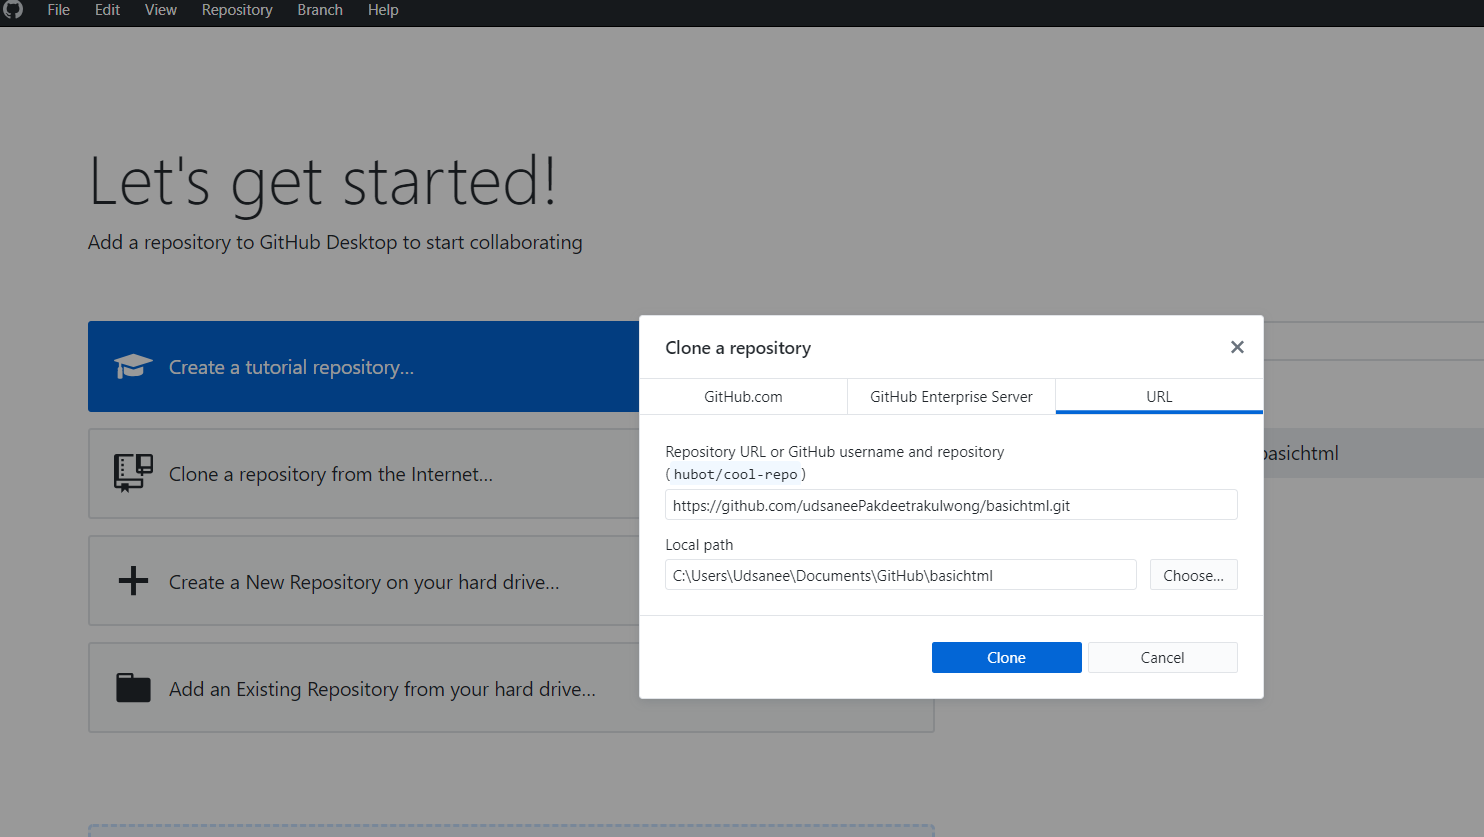 File Edit View Repository Branch Help
Let's get started!
Add a repository to GitHub Desktop to start collaborating
Create a tutorial repository...
Clone a repository from the Internet...
Create a New Repository on your hard drive...
Add an Existing Repository from your hard drive...
Clone a repository
GitHub.com GitHub Enterprise Server URL
Repository URL or GitHub username and repository
(hubot/cool-repo)
https://github.com/udsaneePakdeetrakulwong/basichtml.git
Local path
C:\Users\Udsanee\Documents\GitHub\basichtml
Choose...
Clone Cancel
basichtml